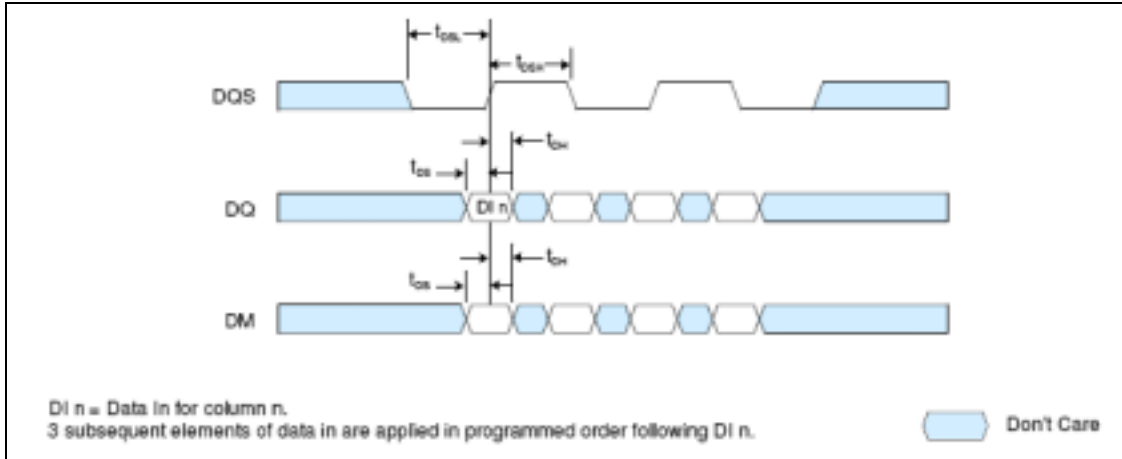 tDSL
tDSH
DQS
tDH
tDS
DQ
DI n
tDH
tDS
DM
DI n = Data In for column n.
3 subsequent elements of data in are applied in programmed order following DI n.
Don't Care